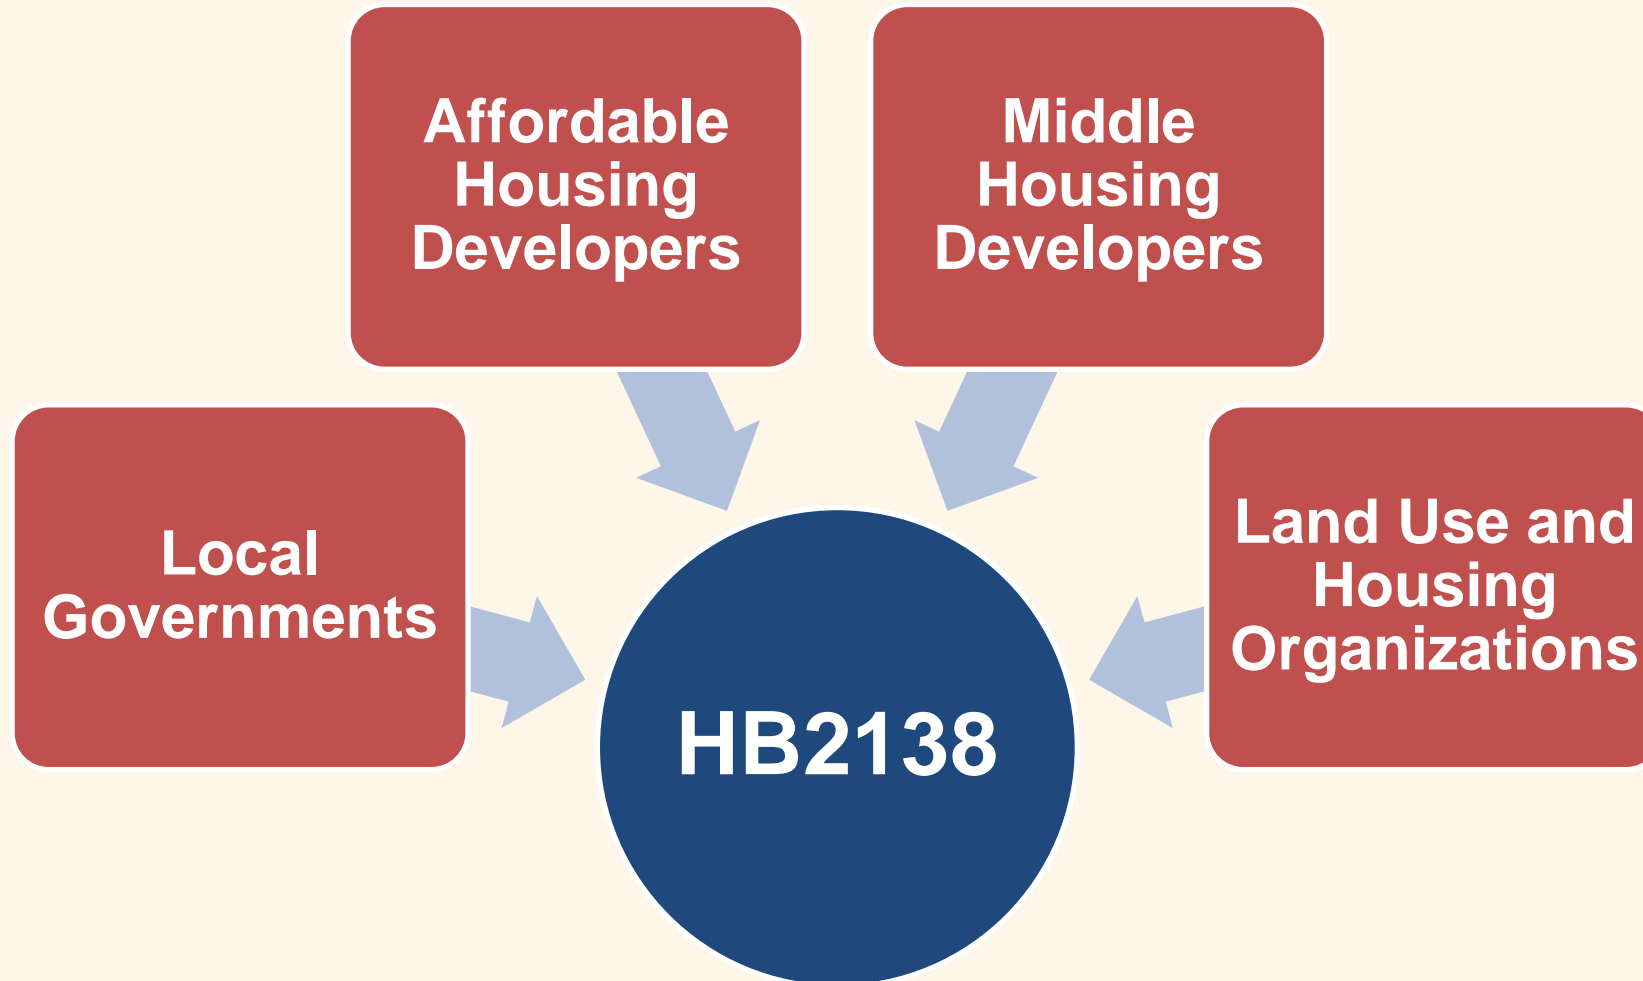 Affordable
Housing
Developers
Middle
Housing
Developers
Local
Governments
Land Use and
Housing
Organizations
HB2138